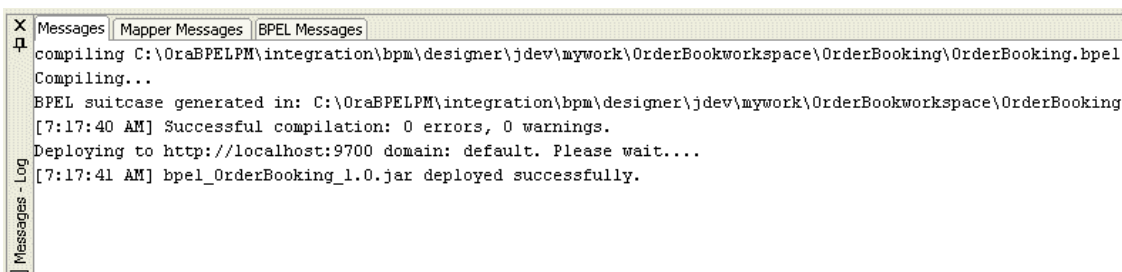 Messages Mapper Messages BPEL Messages
compiling C:\OraBPELPM\integration\bpm\designer\jdev\mywork\OrderBookworkspace\OrderBooking\OrderBooking.bpel
Compiling...
BPEL suitcase generated in: C:\OraBPELPM\integration\bpm\designer\jdev\mywork\OrderBookworkspace\OrderBooking
[7:17:40 AM] Successful compilation: 0 errors, 0 warnings.
Deploying to http://localhost:9700 domain: default. Please wait....
[7:17:41 AM] bpel_OrderBooking_1.0.jar deployed successfully.
Messages - Log